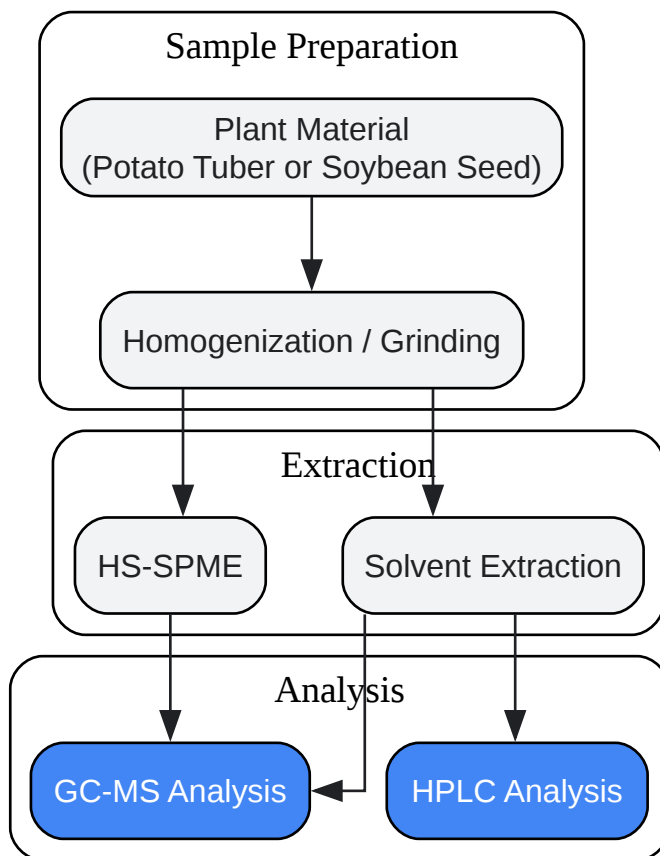 Sample Preparation
Plant Material
(Potato Tuber or Soybean Seed)
Homogenization / Grinding
Extraction
HS-SPME
Solvent Extraction
Analysis
GC-MS Analysis
HPLC Analysis